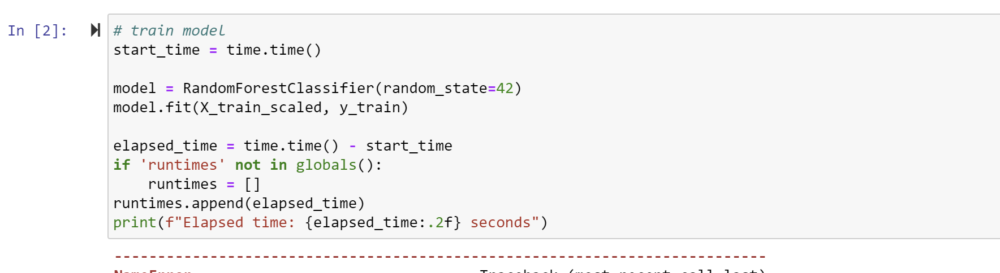 In [2]:
# train model
start_time = time.time()
model = RandomForestClassifier(random_state=42)
model.fit(X_train_scaled, y_train)
elapsed_time = time.time() - start_time
if 'runtimes' not in globals():
    runtimes = []
runtimes.append(elapsed_time)
print(f"Elapsed time: {elapsed_time:.2f} seconds")
---------------------------------------------------------------------------
NameError Traceback (most recent call last)